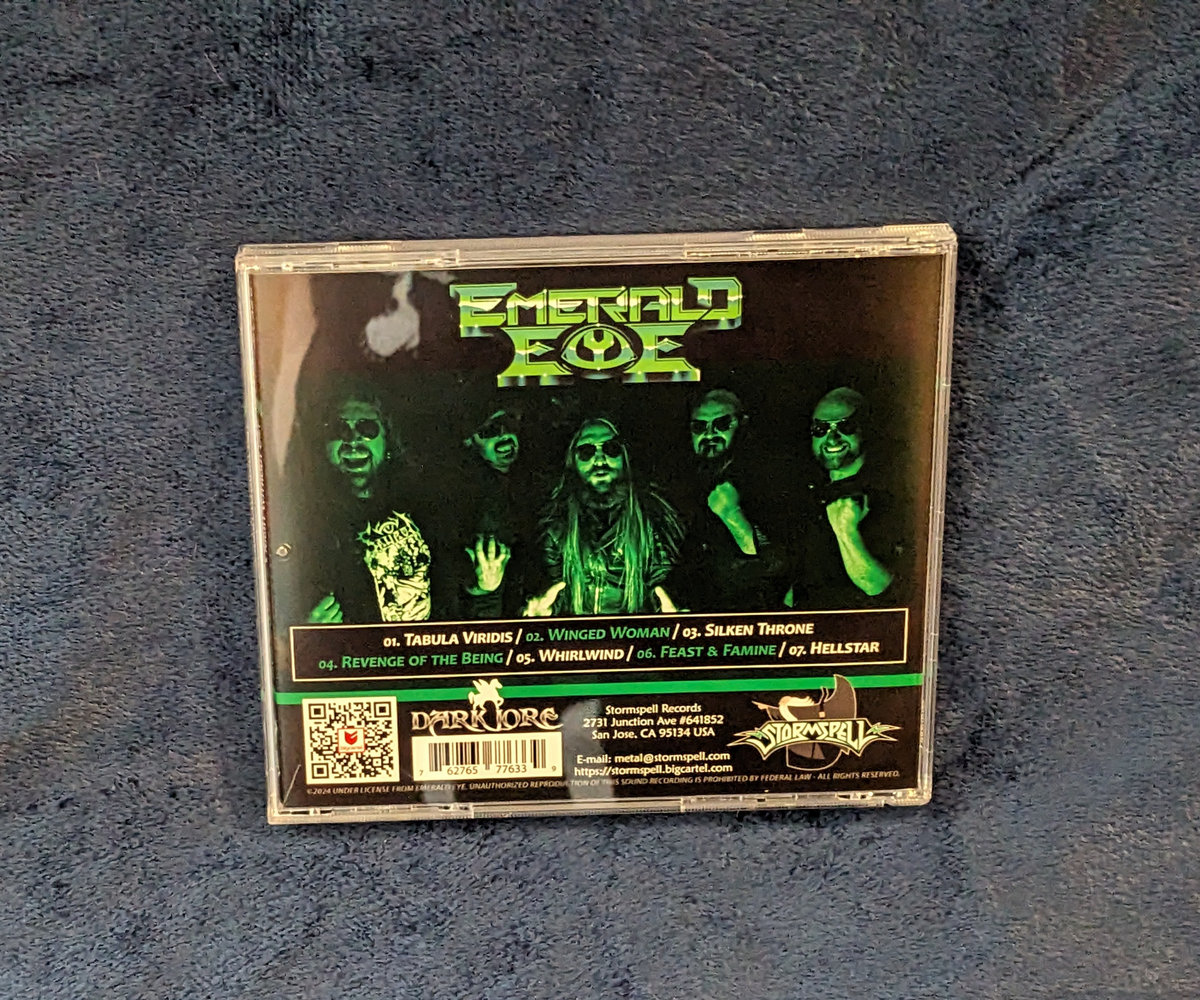 EMERALD
EYE
01. TABULA VIRIDIS / 02. WINGED WOMAN / 03. SILKEN THRONE
04. REVENGE OF THE BEING / 05. WHIRLWIND / 06. FEAST & FAMINE / 07. HELLSTAR
DARK LORE
Stormspell Records
2731 Junction Ave #641852
San Jose, CA 95134 USA
E-mail: metal@stormspell.com
https://stormspell.bigcartel.com
STORMSPELL
7 62765 77633 9
©2024 UNDER LICENSE FROM EMERALD EYE. UNAUTHORIZED REPRODUCTION OF THIS SOUND RECORDING IS PROHIBITED BY FEDERAL LAW - ALL RIGHTS RESERVED.